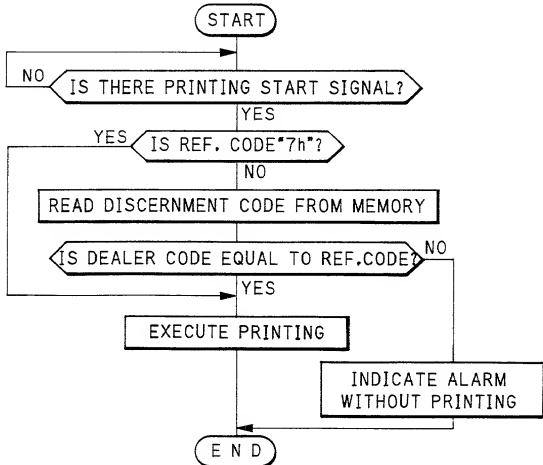 START
NO
IS THERE PRINTING START SIGNAL?
YES
YES
IS REF. CODE"7h"?
NO
READ DISCERNMENT CODE FROM MEMORY
IS DEALER CODE EQUAL TO REF.CODE?
NO
YES
EXECUTE PRINTING
INDICATE ALARM
WITHOUT PRINTING
E N D